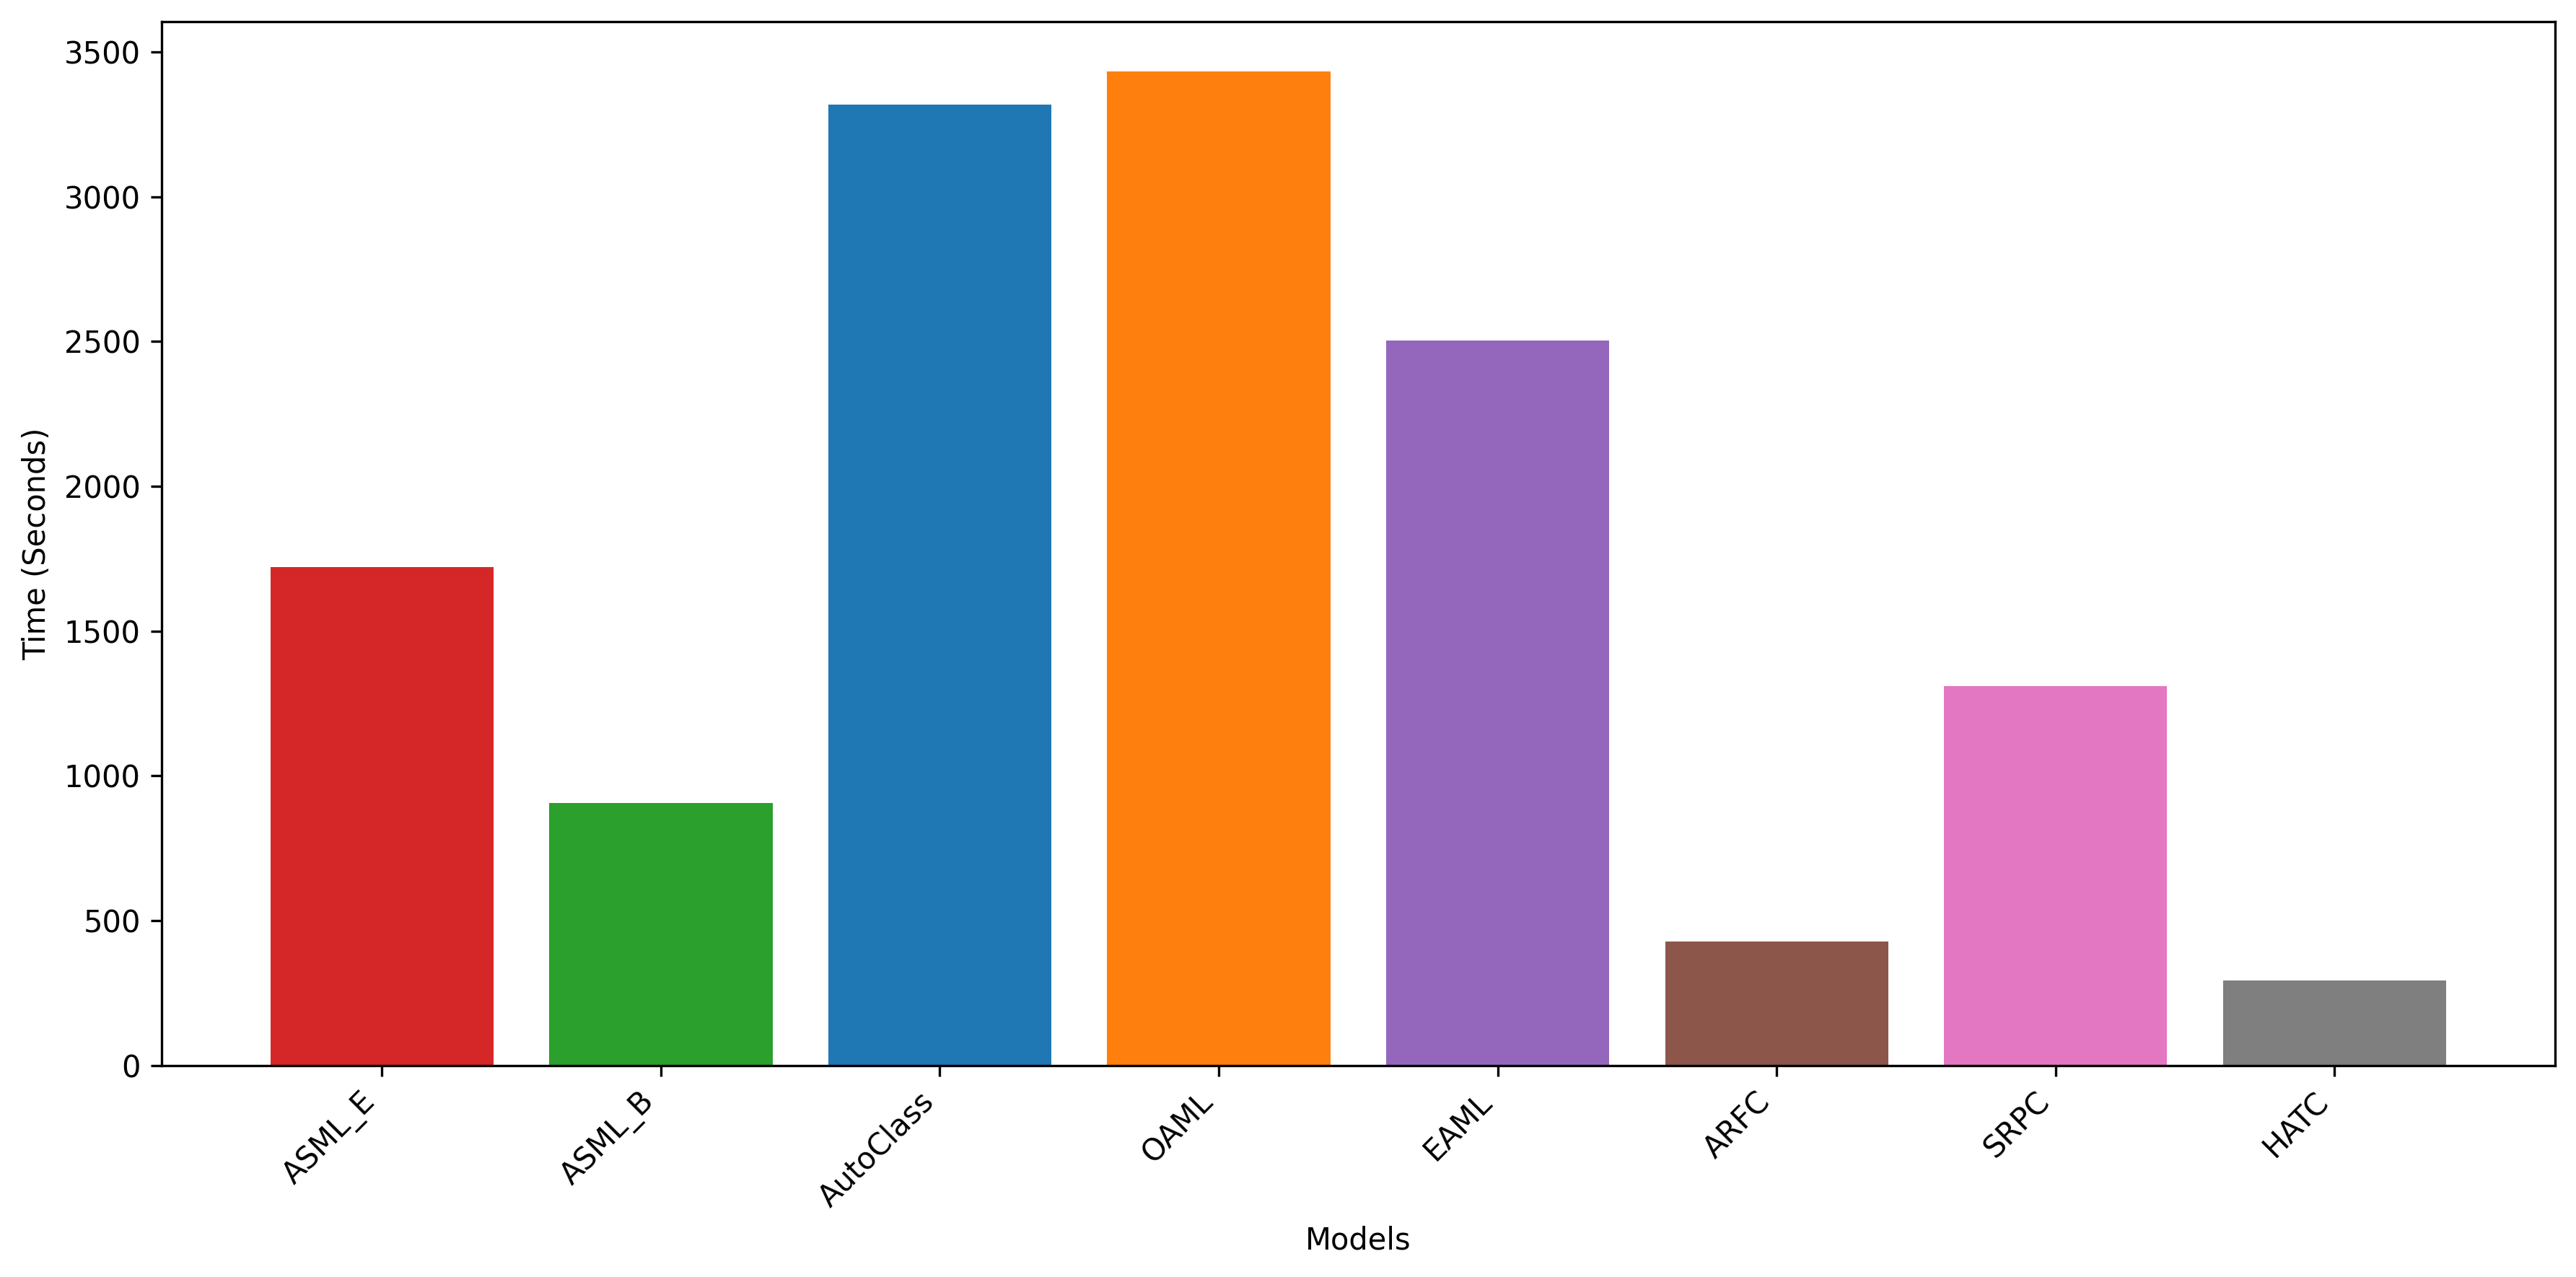 3500
3000
2500
2000
1500
1000
500
0
Time (Seconds)
ASML_E
ASML_B
AutoClass
OAML
EAML
ARFC
SRPC
HATC
Models